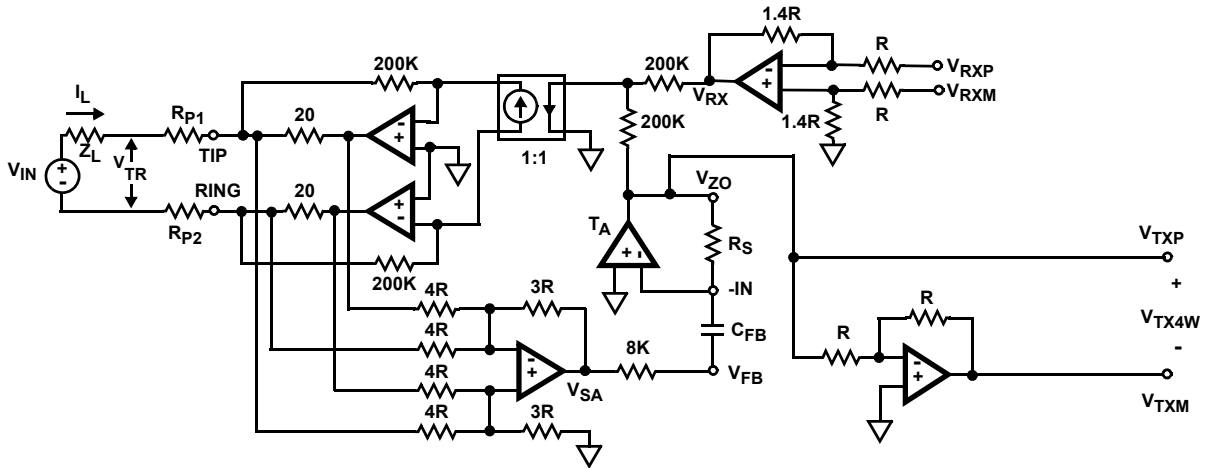 1.4R
R
200K
200K
V_RXP
V_RX
V_RXM
R
1.4R
I_L
R_P1
20
200K
Z_L
TIP
1:1
V_IN
V_TR
RING
20
V_ZO
R_P2
T_A
R_S
V_TXP
200K
-IN
+
4R
3R
R
C_FB
V_TX4W
4R
R
8K
-
V_SA
V_FB
4R
V_TXM
4R
3R